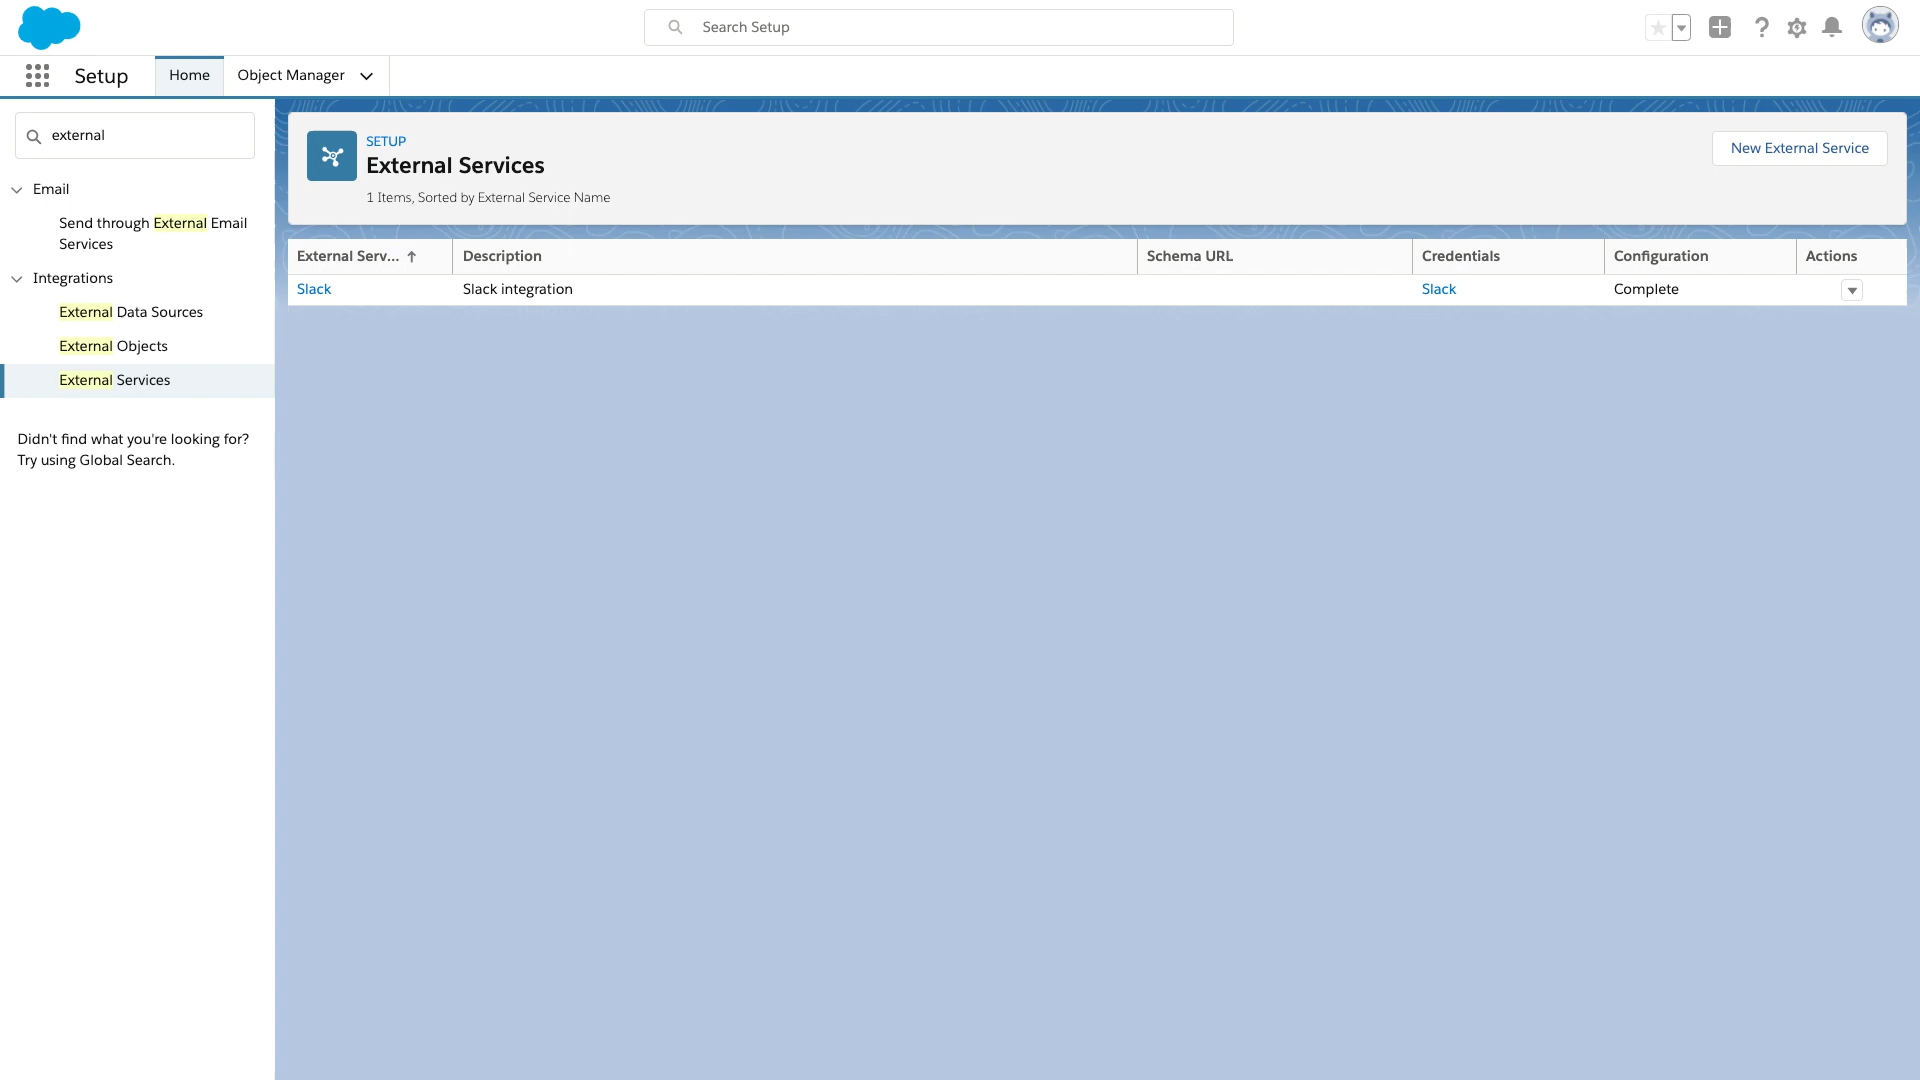 Search Setup
Setup
Home
Object Manager
external
Email
Send through External Email
Services
Integrations
External Data Sources
External Objects
External Services
Didn't find what you're looking for?
Try using Global Search.
SETUP
External Services
1 Items, Sorted by External Service Name
New External Service
External Serv... Description Schema URL Credentials Configuration Actions
Slack Slack integration Slack Complete